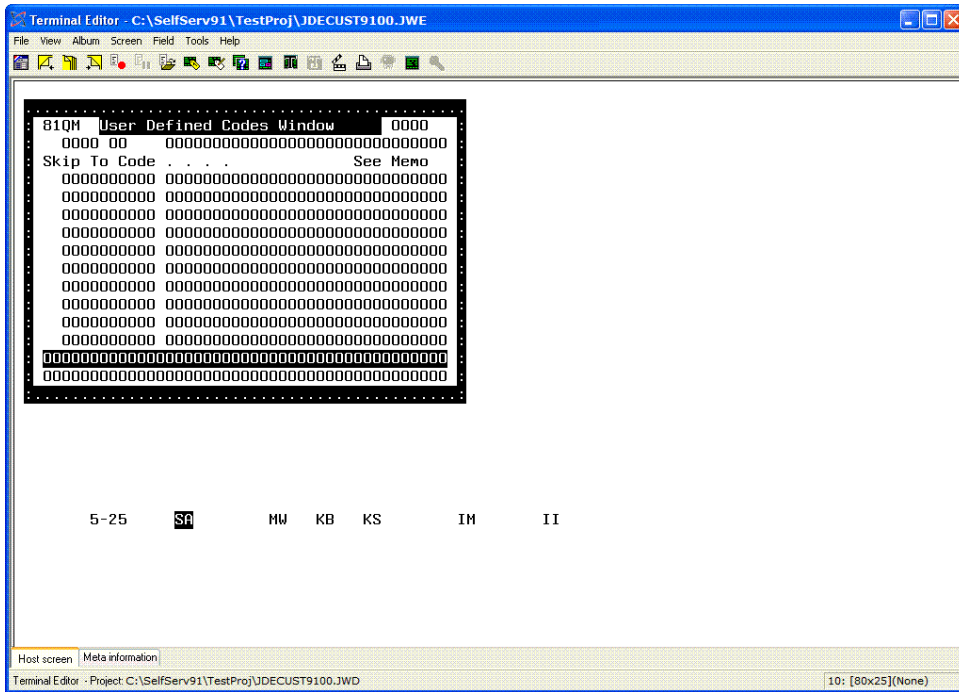 Terminal Editor - C:\SelfServ91\TestProj\JDECUST9100.JWE
File View Album Screen Field Tools Help
81QM User Defined Codes Window 0000
0000 00 000000000000000000000000000000
Skip To Code . . . . See Memo
0000000000 000000000000000000000000000000
0000000000 000000000000000000000000000000
0000000000 000000000000000000000000000000
0000000000 000000000000000000000000000000
0000000000 000000000000000000000000000000
0000000000 000000000000000000000000000000
0000000000 000000000000000000000000000000
0000000000 000000000000000000000000000000
0000000000 000000000000000000000000000000
0000000000 000000000000000000000000000000
0000000000000000000000000000000000000000000
0000000000000000000000000000000000000000000
5-25 SA MW KB KS IM II
Host screen Meta information
Terminal Editor - Project: C:\SelfServ91\TestProj\JDECUST9100.JWD 10: [80x25](None)